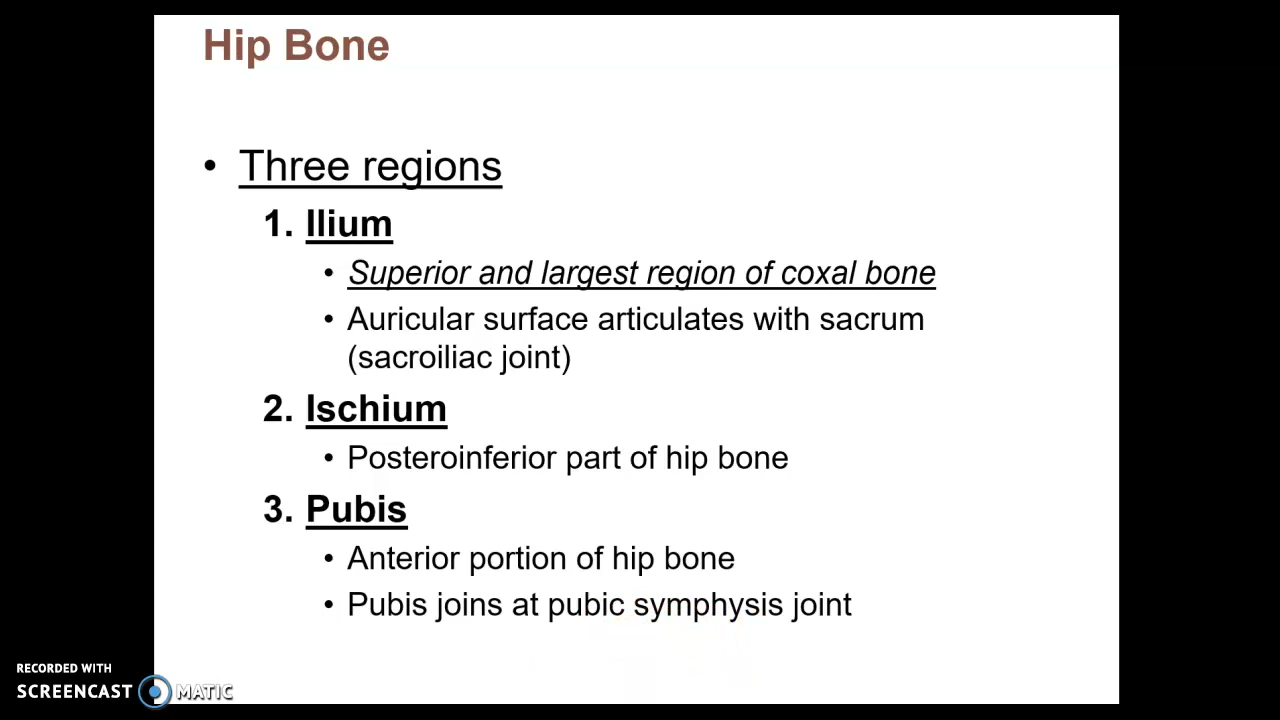 Hip Bone
• Three regions
1. Ilium
• Superior and largest region of coxal bone
• Auricular surface articulates with sacrum
(sacroiliac joint)
2. Ischium
• Posteroinferior part of hip bone
3. Pubis
• Anterior portion of hip bone
• Pubis joins at pubic symphysis joint
RECORDED WITH
SCREENCAST MATIC